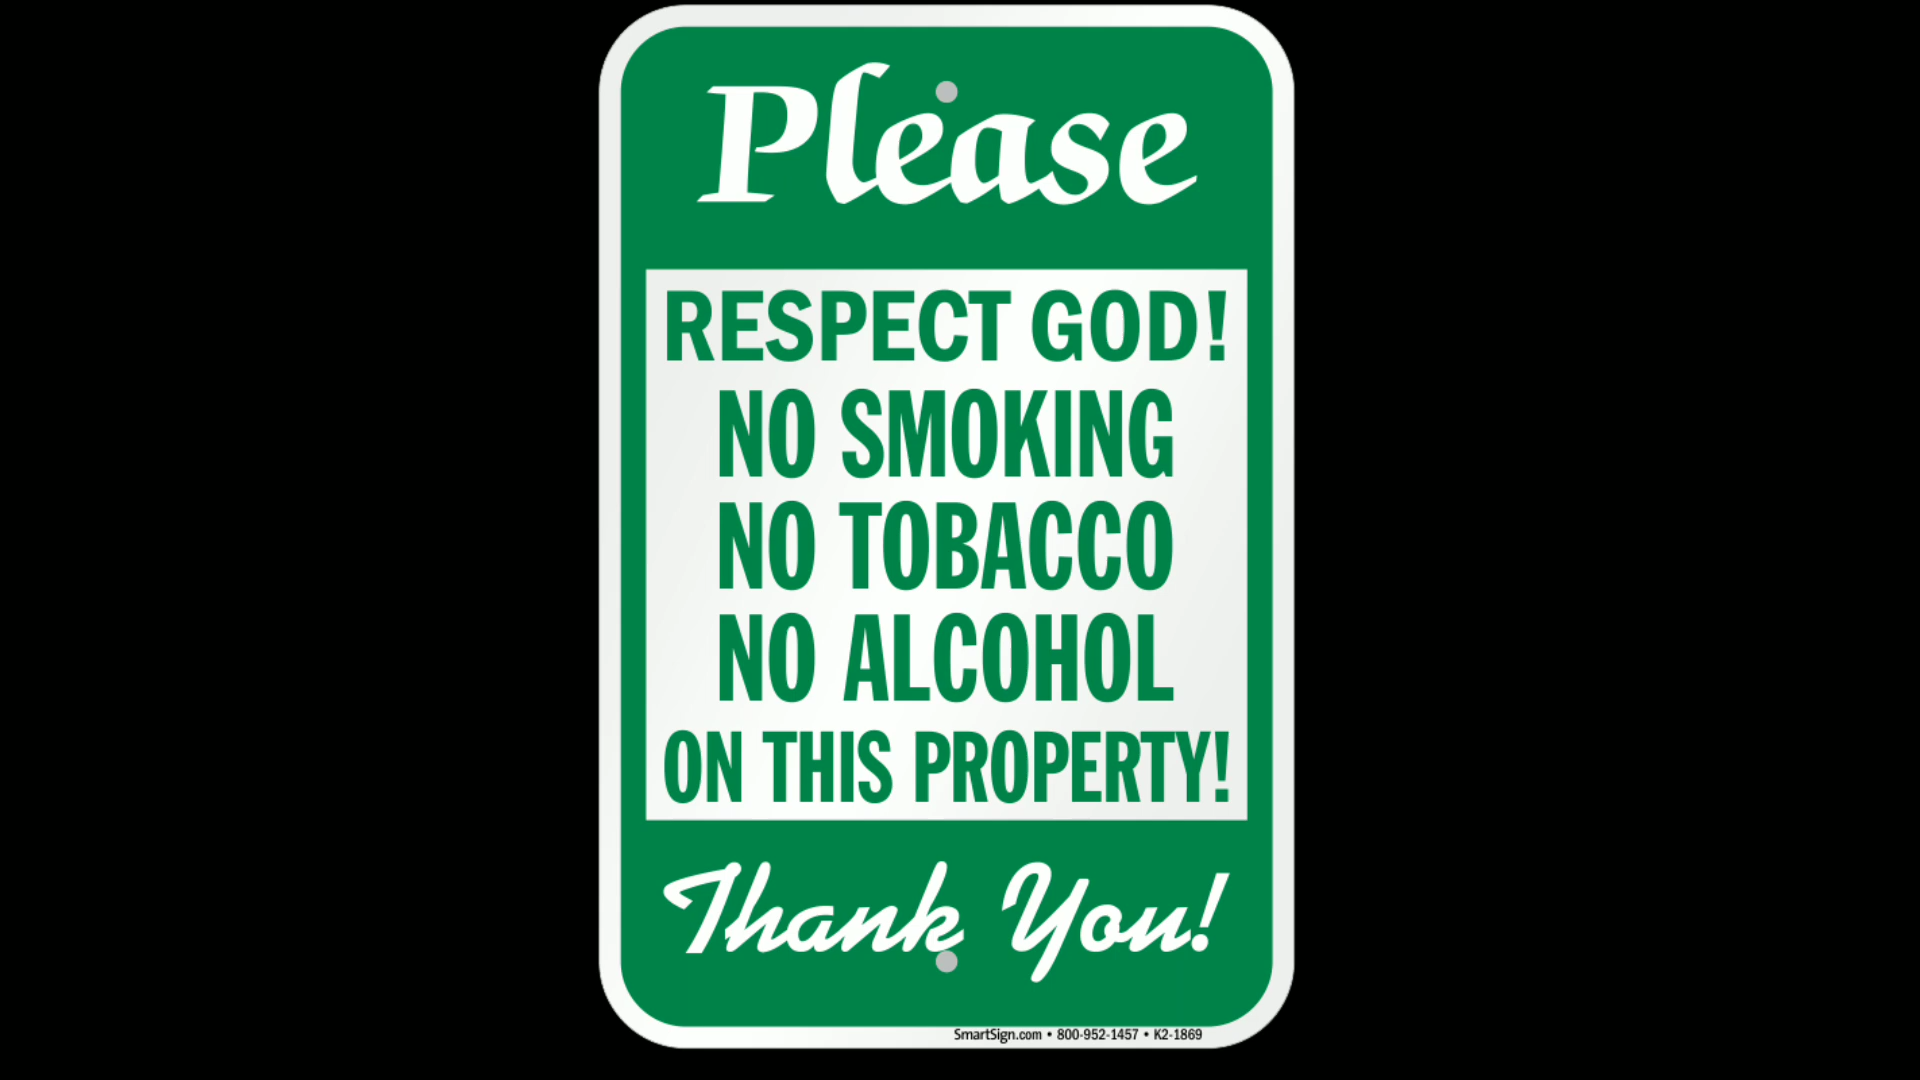 Please
RESPECT GOD!
NO SMOKING
NO TOBACCO
NO ALCOHOL
ON THIS PROPERTY!
Thank You!
SmartSign.com • 800-952-1457 • K2-1869